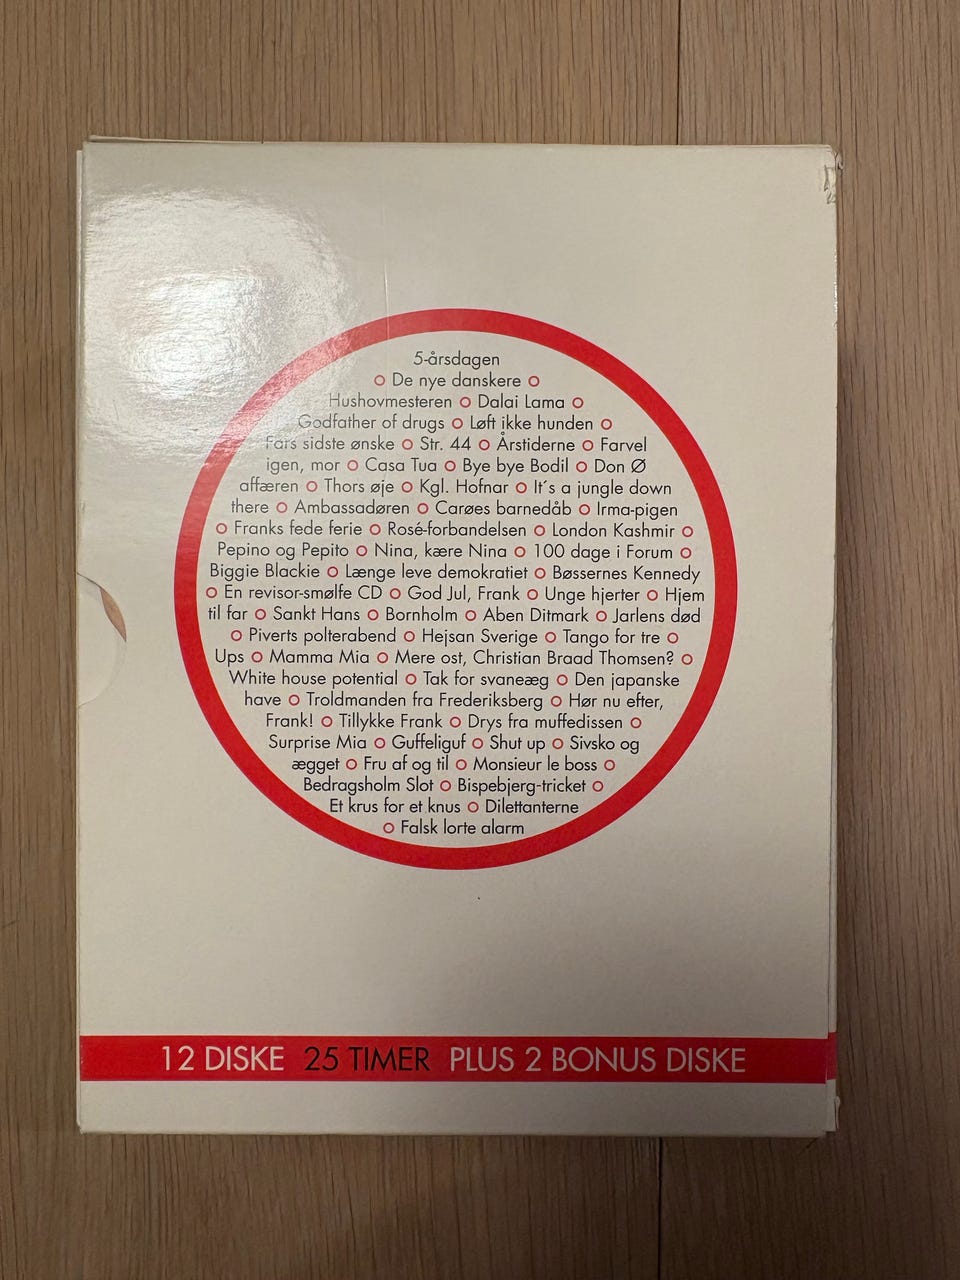 5-årsdagen
o De nye danskere o
Hushovmesteren o Dalai Lama o
Godfather of drugs o Løft ikke hunden o
Fars sidste ønske o Str. 44 o Årstiderne o Farvel
igen, mor o Casa Tua o Bye bye Bodil o Don Ø
affæren o Thors øje o Kgl. Hofnar o It´s a jungle down
there o Ambassadøren o Carøes barnedåb o Irma-pigen
o Franks fede ferie o Rosé-forbandelsen o London Kashmir o
Pepino og Pepito o Nina, kære Nina o 100 dage i Forum o
Biggie Blackie o Længe leve demokratiet o Bøssernes Kennedy
o En revisor-smølfe CD o God Jul, Frank o Unge hjerter o Hjem
til far o Sankt Hans o Bornholm o Aben Ditmark o Jarlens død
o Piverts polterabend o Hejsan Sverige o Tango for tre o
Ups o Mamma Mia o Mere ost, Christian Braad Thomsen? o
White house potential o Tak for svaneæg o Den japanske
have o Troldmanden fra Frederiksberg o Hør nu efter,
Frank! o Tillykke Frank o Drys fra muffedissen o
Surprise Mia o Guffeliguf o Shut up o Sivsko og
ægget o Fru af og til o Monsieur le boss o
Bedragsholm Slot o Bispebjerg-tricket o
Et krus for et knus o Dilettanterne
o Falsk lorte alarm
12 DISKE 25 TIMER PLUS 2 BONUS DISKE